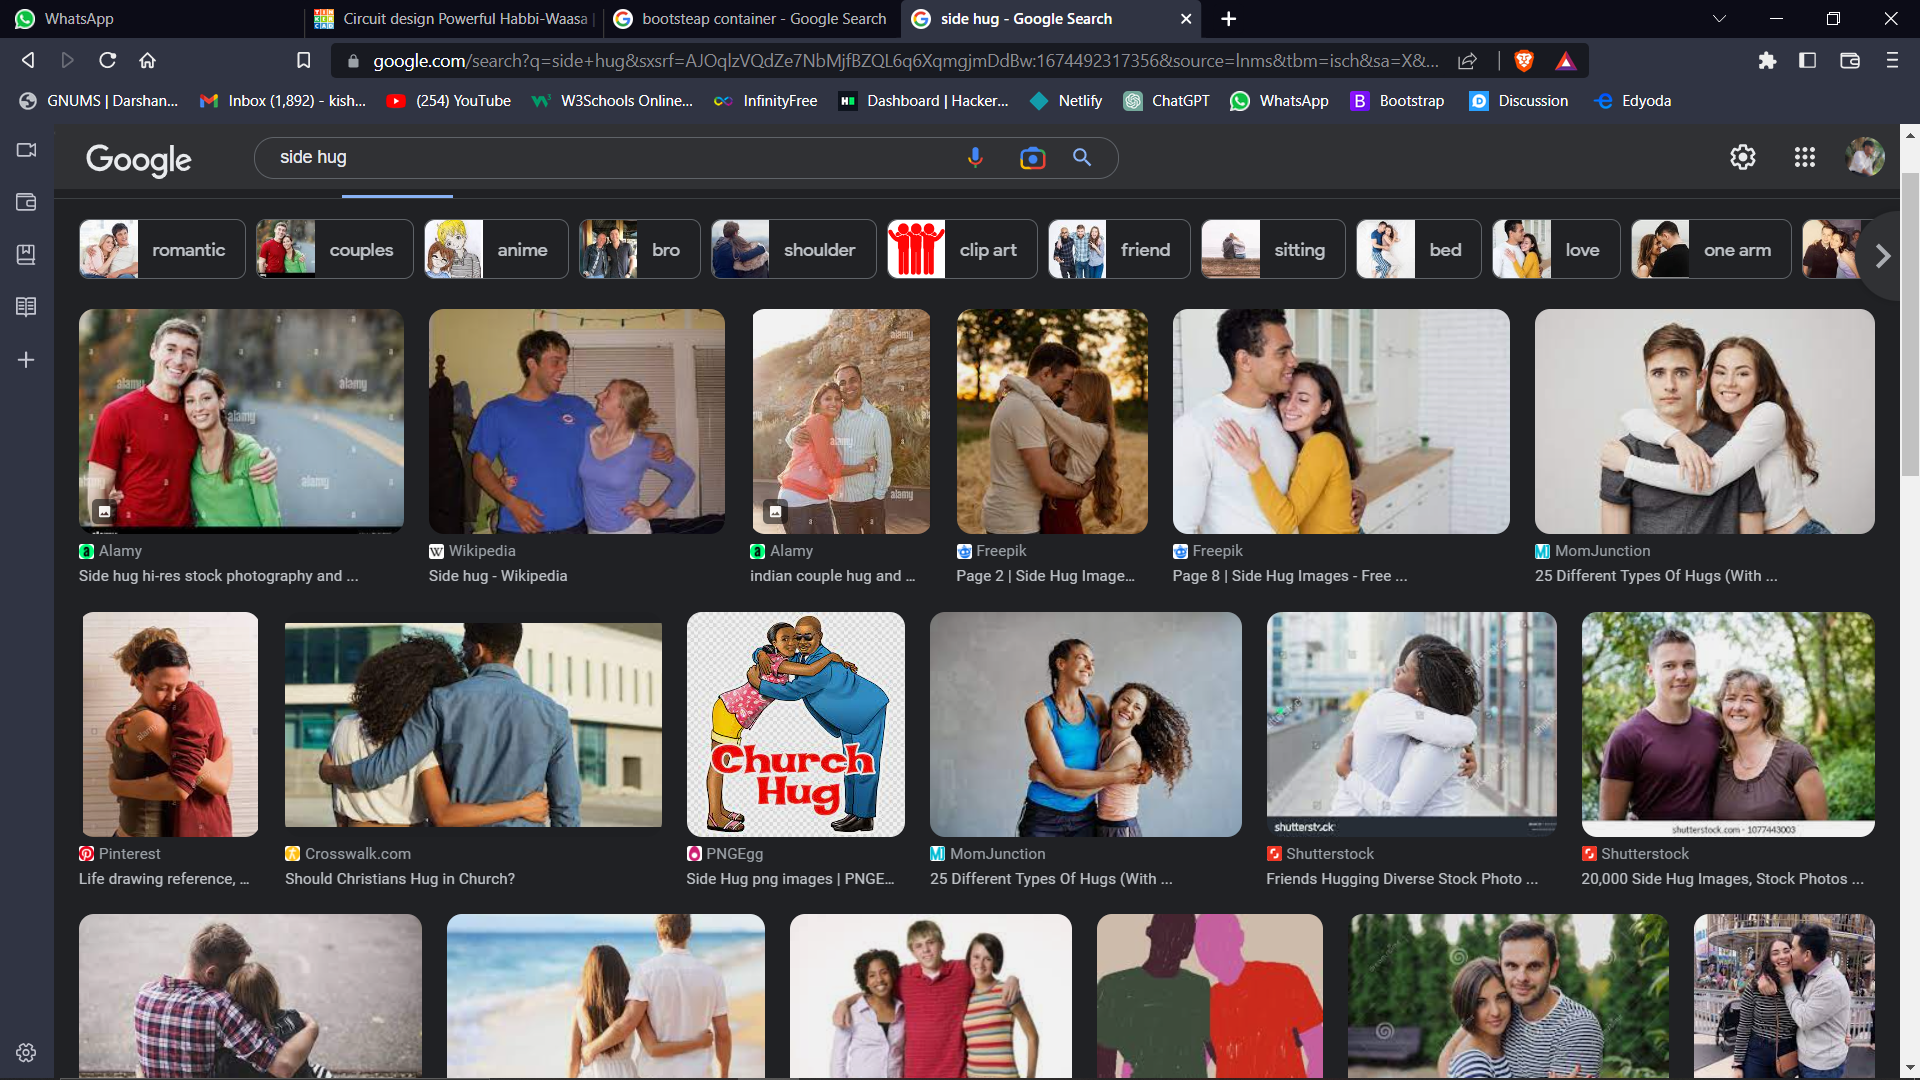 WhatsApp
Circuit design Powerful Habbi-Waasa
bootsteap container - Google Search
side hug - Google Search
google.com/search?q=side+hug&sxsrf=AJOqlzVQdZe7NbMjfBZQL6q6XqmgjmDdBw:1674492317356&source=lnms&tbm=isch&sa=X&...
GNUMS | Darshan...
Inbox (1,892) - kish...
(254) YouTube
W3Schools Online...
InfinityFree
Dashboard | Hacker...
Netlify
ChatGPT
WhatsApp
Bootstrap
Discussion
Edyoda
Google
side hug
romantic
couples
anime
bro
shoulder
clip art
friend
sitting
bed
love
one arm
Alamy
Side hug hi-res stock photography and ...
Wikipedia
Side hug - Wikipedia
Alamy
indian couple hug and ...
Freepik
Page 2 | Side Hug Image...
Freepik
Page 8 | Side Hug Images - Free ...
MomJunction
25 Different Types Of Hugs (With ...
Church
Hug
shutterstock
shutterstock.com · 1077443003
Pinterest
Life drawing reference, ...
Crosswalk.com
Should Christians Hug in Church?
PNGEgg
Side Hug png images | PNGE...
MomJunction
25 Different Types Of Hugs (With ...
Shutterstock
Friends Hugging Diverse Stock Photo ...
Shutterstock
20,000 Side Hug Images, Stock Photos ...